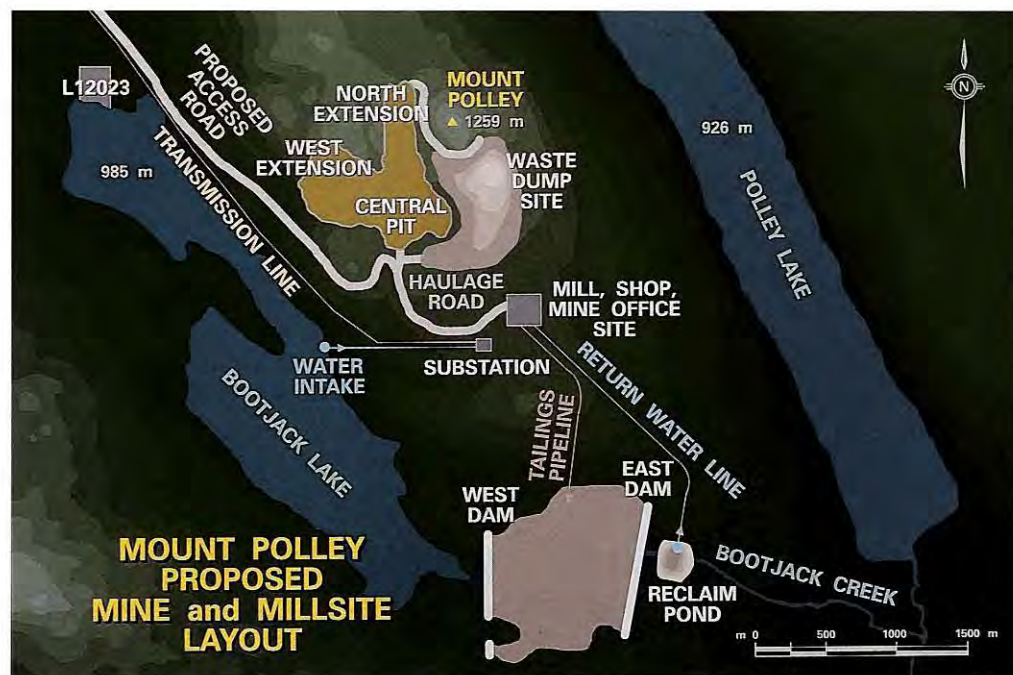 L12023
PROPOSED
ACCESS
ROAD
NORTH
EXTENSION
MOUNT
POLLEY
▲ 1259 m
N
926 m
985 m
WEST
EXTENSION
WASTE
DUMP
SITE
CENTRAL
PIT
TRANSMISSION LINE
POLLEY LAKE
HAULAGE
ROAD
MILL, SHOP,
MINE OFFICE
SITE
WATER
INTAKE
SUBSTATION
RETURN WATER LINE
BOOTJACK LAKE
TAILINGS
PIPELINE
WEST
DAM
EAST
DAM
MOUNT POLLEY
PROPOSED
MINE and MILLSITE
LAYOUT
RECLAIM
POND
BOOTJACK CREEK
m 0 500 1000 1500 m